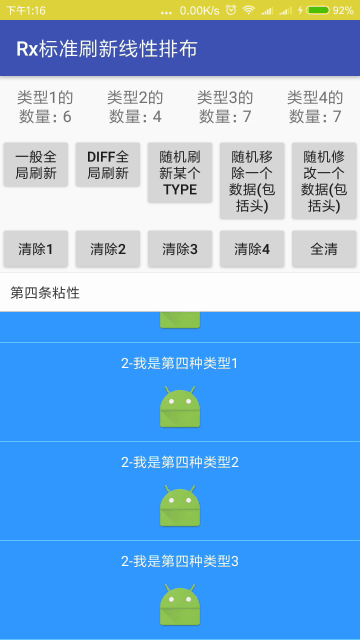 下午1:16 ... 0.00K/s 92%
Rx标准刷新线性排布
类型1的 类型2的 类型3的 类型4的
数量: 6 数量: 4 数量: 7 数量: 7
一般全 DIFF全 随机刷 随机移 随机修
局刷新 局刷新 新某个 除一个 改一个
TYPE 数据(包 数据(包
括头) 括头)
清除1 清除2 清除3 清除4 全清
第四条粘性
2-我是第四种类型1
2-我是第四种类型2
2-我是第四种类型3